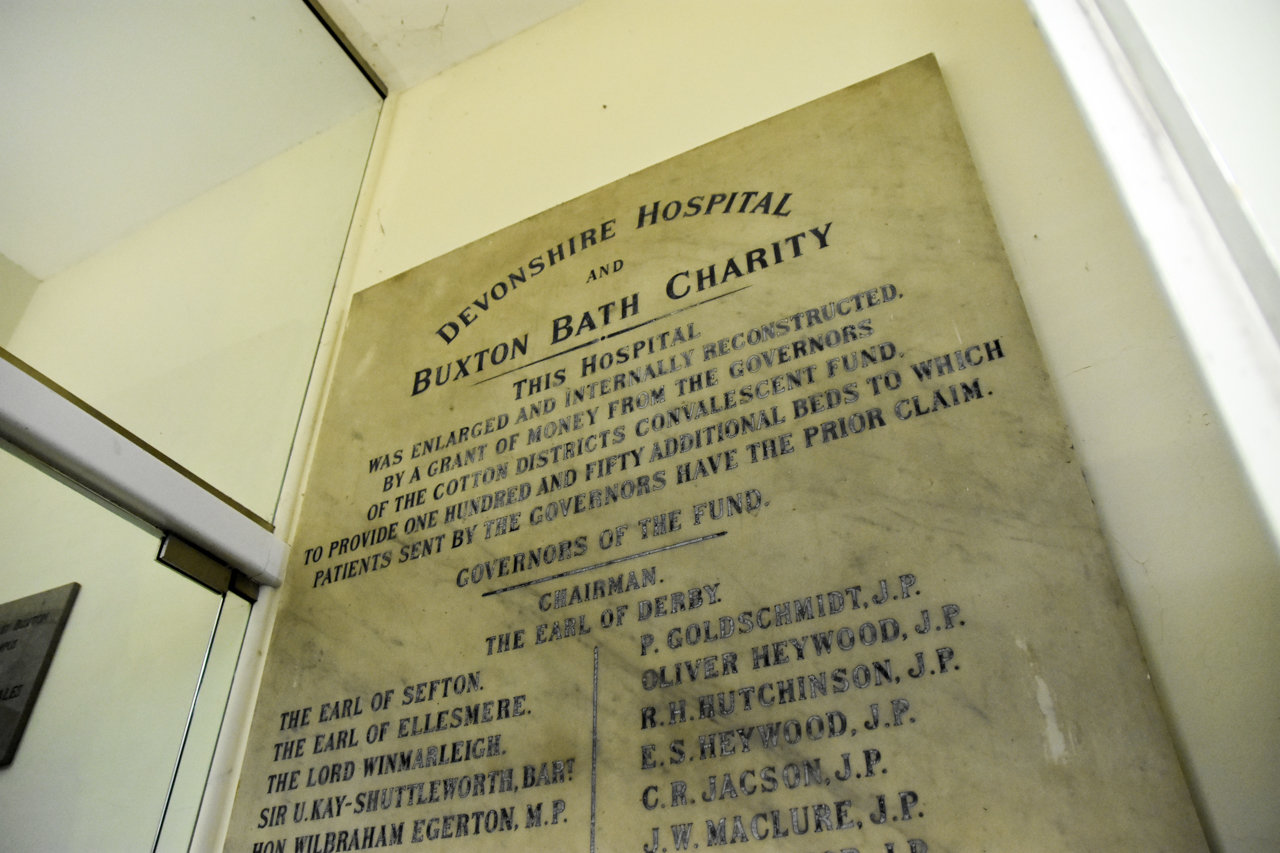 DEVONSHIRE HOSPITAL
AND
BUXTON BATH CHARITY
THIS HOSPITAL
WAS ENLARGED AND INTERNALLY RECONSTRUCTED.
BY A GRANT OF MONEY FROM THE GOVERNORS
OF THE COTTON DISTRICTS CONVALESCENT FUND.
TO PROVIDE ONE HUNDRED AND FIFTY ADDITIONAL BEDS TO WHICH
PATIENTS SENT BY THE GOVERNORS HAVE THE PRIOR CLAIM.
GOVERNORS OF THE FUND.
CHAIRMAN.
THE EARL OF DERBY.
THE EARL OF SEFTON.
THE EARL OF ELLESMERE.
THE LORD WINMARLEIGH.
SIR U. KAY-SHUTTLEWORTH, BART
HON WILBRAHAM EGERTON, M.P.
P. GOLDSCHMIDT, J.P.
OLIVER HEYWOOD, J.P.
R.H. HUTCHINSON, J.P.
E.S. HEYWOOD, J.P.
C.R. JACSON, J.P.
J.W. MACLURE, J.P.
J.P.